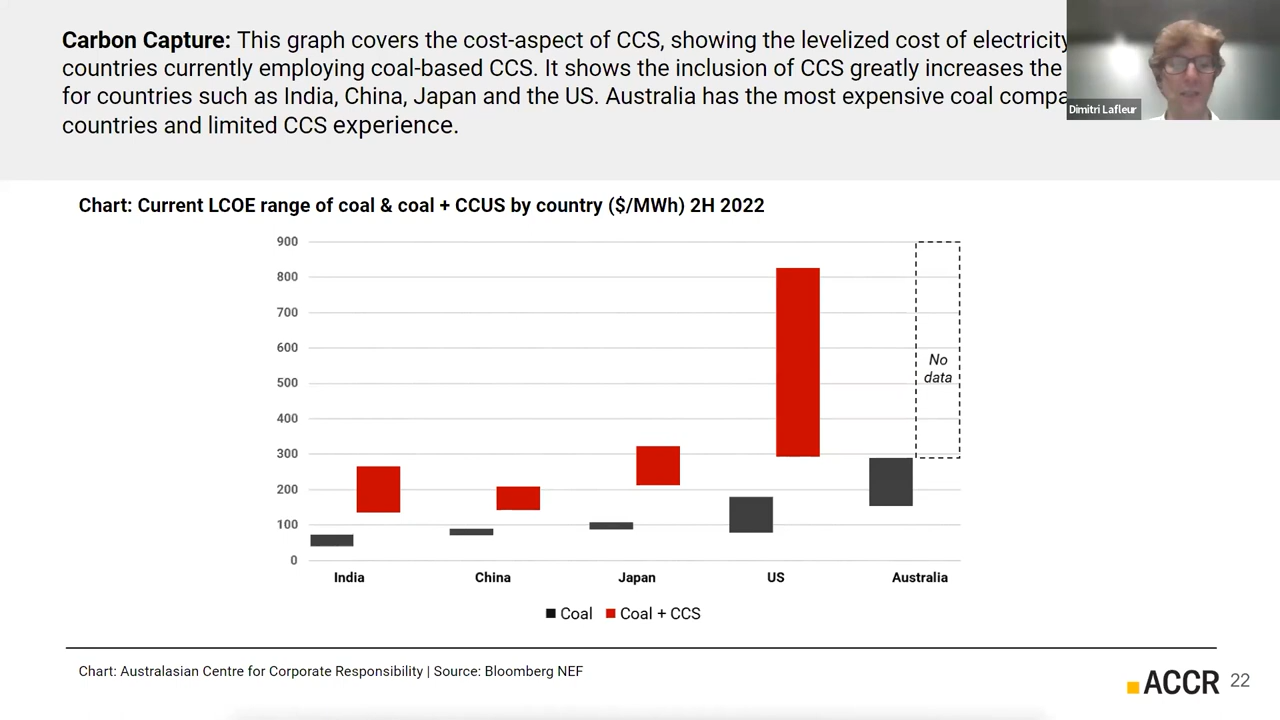 Carbon Capture: This graph covers the cost-aspect of CCS, showing the levelized cost of electricity
countries currently employing coal-based CCS. It shows the inclusion of CCS greatly increases the
for countries such as India, China, Japan and the US. Australia has the most expensive coal compa
countries and limited CCS experience.
Dimitri Lafleur
Chart: Current LCOE range of coal & coal + CCUS by country ($/MWh) 2H 2022
900
800
700
600
500
400
300
200
100
0
No
data
India China Japan US Australia
Coal Coal + CCS
Chart: Australasian Centre for Corporate Responsibility | Source: Bloomberg NEF
ACCR 22